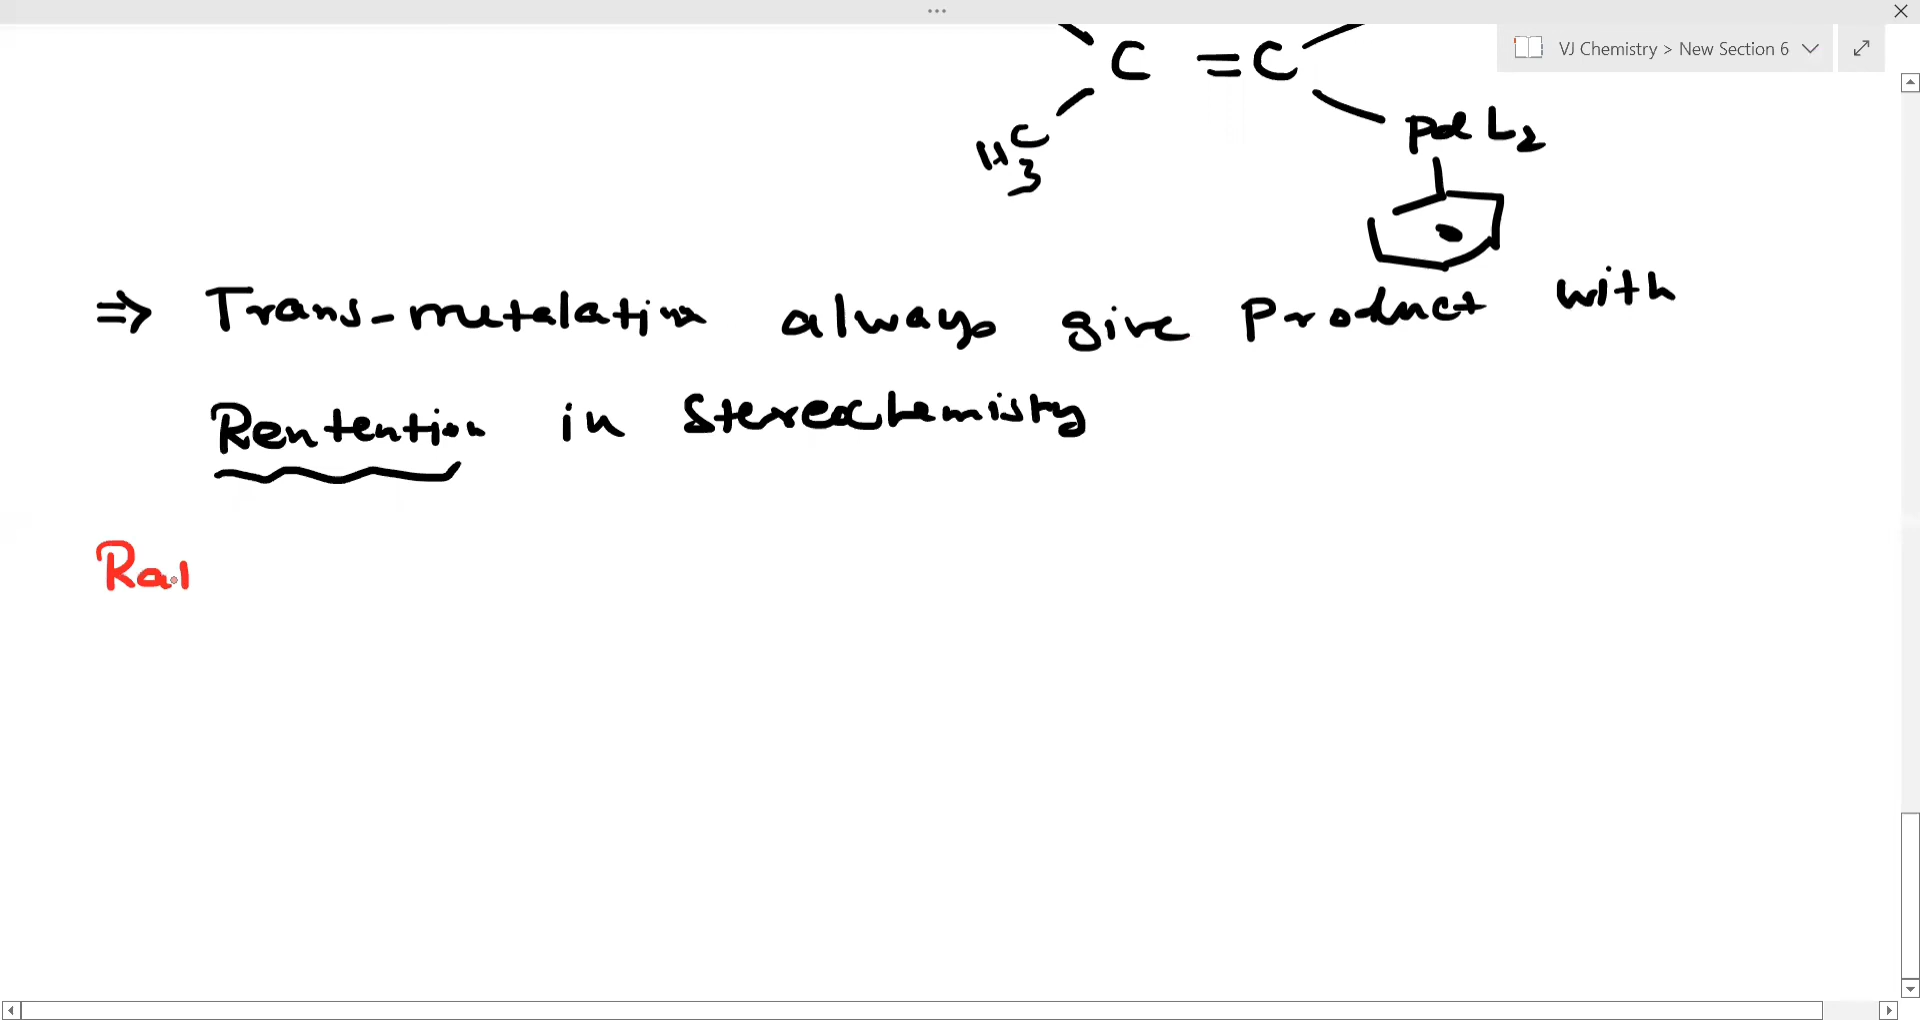 VJ Chemistry > New Section 6
C = C
H3C
Pd L2
⇒ Trans-metalation always give Product with
Rentention in Stereochemistry
Ra